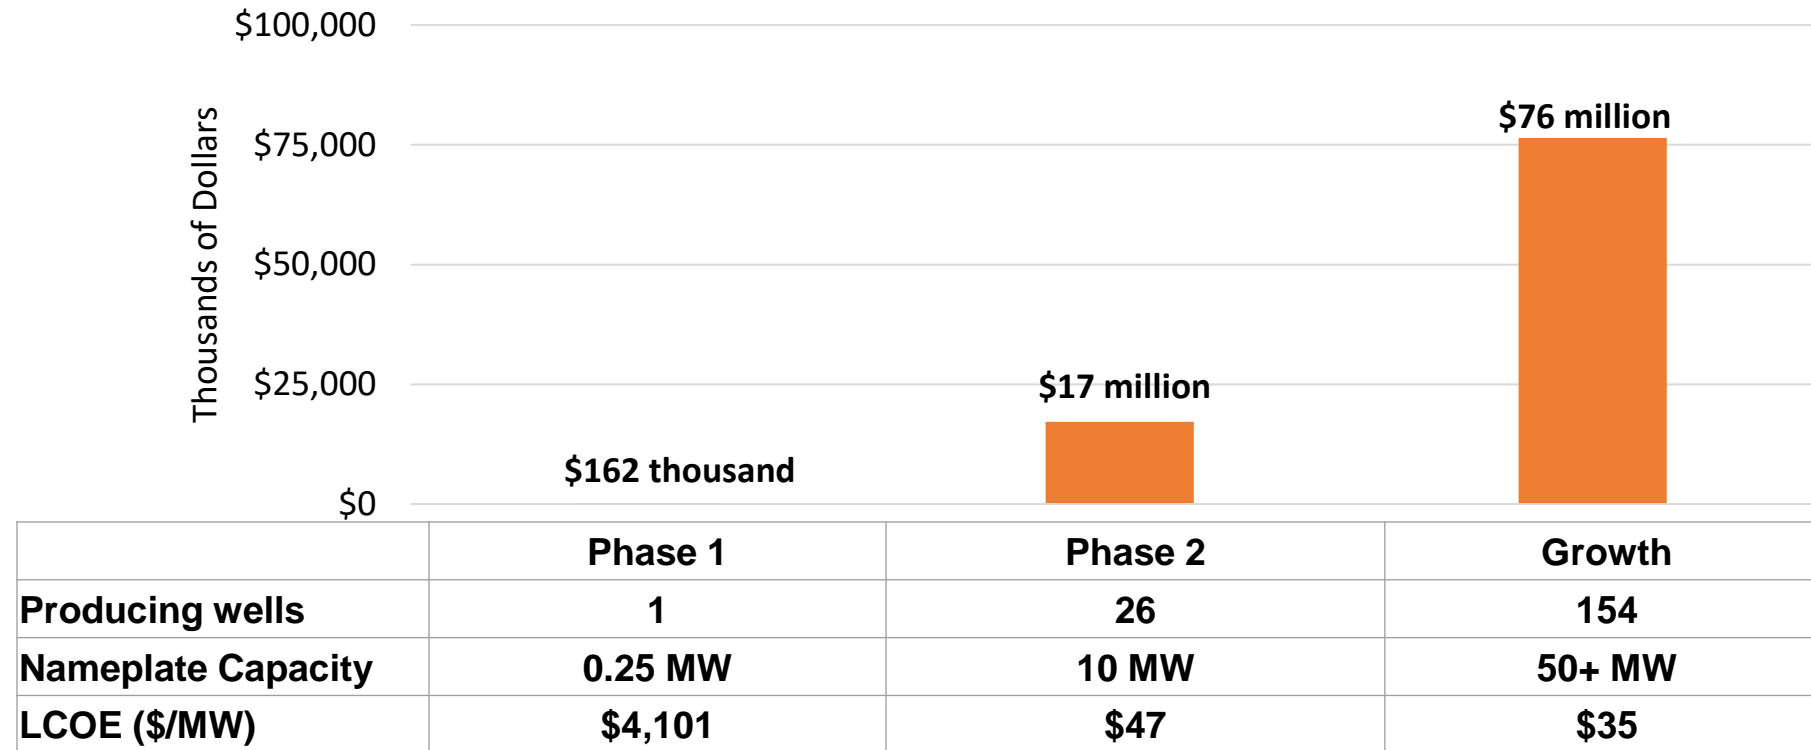 $100,000
$75,000
$50,000
$25,000
$0
Thousands of Dollars
$162 thousand
$17 million
$76 million
Phase 1 Phase 2 Growth
Producing wells 1 26 154
Nameplate Capacity 0.25 MW 10 MW 50+ MW
LCOE ($/MW) $4,101 $47 $35